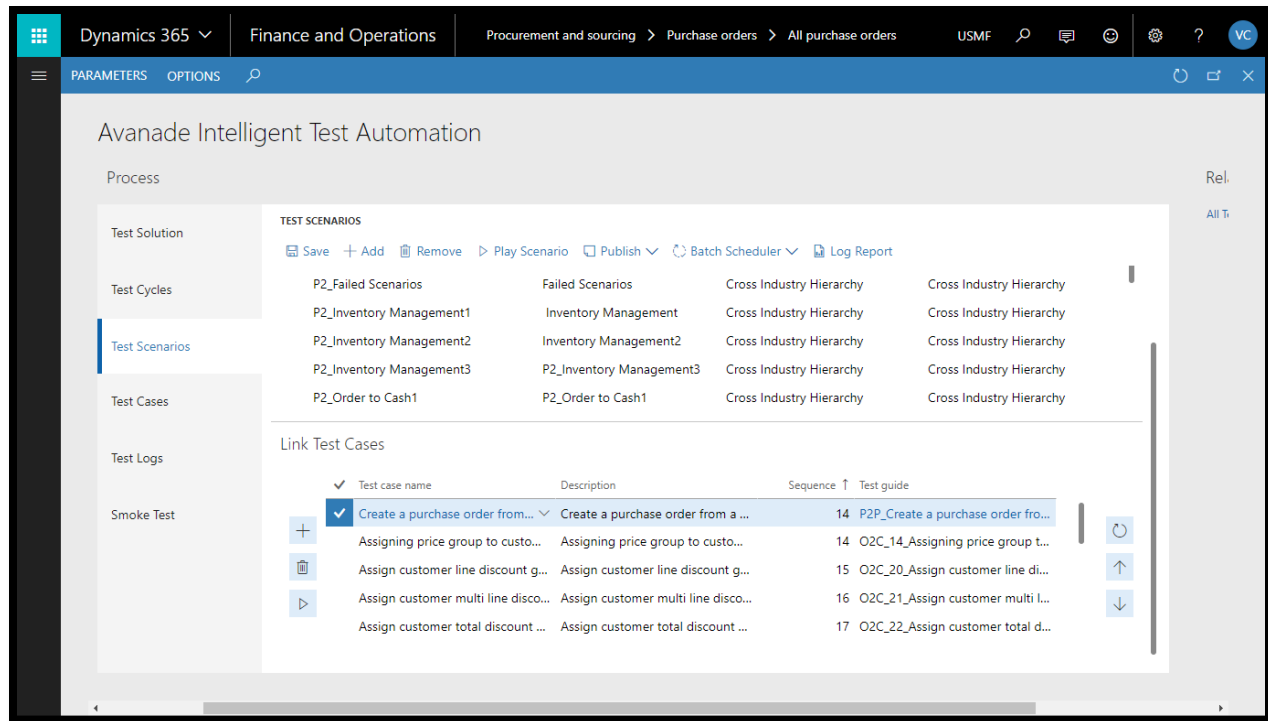 Dynamics 365 Finance and Operations Procurement and sourcing > Purchase orders > All purchase orders USMF ? VC
PARAMETERS OPTIONS
Avanade Intelligent Test Automation
Process Rel
All T
Test Solution
Test Cycles
Test Scenarios
Test Cases
Test Logs
Smoke Test
TEST SCENARIOS
Save Add Remove Play Scenario Publish Batch Scheduler Log Report
P2_Failed Scenarios Failed Scenarios Cross Industry Hierarchy Cross Industry Hierarchy
P2_Inventory Management1 Inventory Management Cross Industry Hierarchy Cross Industry Hierarchy
P2_Inventory Management2 Inventory Management2 Cross Industry Hierarchy Cross Industry Hierarchy
P2_Inventory Management3 P2_Inventory Management3 Cross Industry Hierarchy Cross Industry Hierarchy
P2_Order to Cash1 P2_Order to Cash1 Cross Industry Hierarchy Cross Industry Hierarchy
Link Test Cases
Test case name Description Sequence ↑ Test guide
Create a purchase order from... Create a purchase order from a ... 14 P2P_Create a purchase order fro...
Assigning price group to custo... Assigning price group to custo... 14 O2C_14_Assigning price group t...
Assign customer line discount g... Assign customer line discount g... 15 O2C_20_Assign customer line di...
Assign customer multi line disco... Assign customer multi line disco... 16 O2C_21_Assign customer multi l...
Assign customer total discount ... Assign customer total discount ... 17 O2C_22_Assign customer total d...